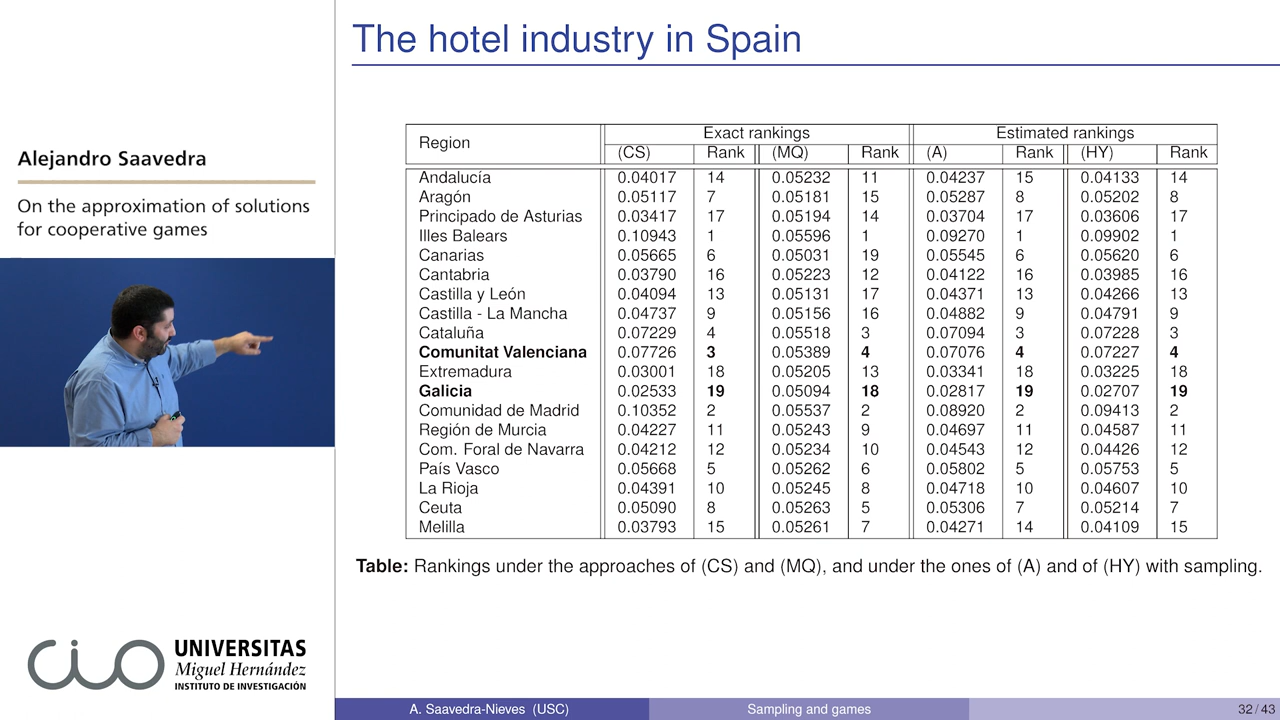 The hotel industry in Spain
Alejandro Saavedra
On the approximation of solutions
for cooperative games
Region Exact rankings Estimated rankings
(CS) Rank (MQ) Rank (A) Rank (HY) Rank
Andalucía 0.04017 14 0.05232 11 0.04237 15 0.04133 14
Aragón 0.05117 7 0.05181 15 0.05287 8 0.05202 8
Principado de Asturias 0.03417 17 0.05194 14 0.03704 17 0.03606 17
Illes Balears 0.10943 1 0.05596 1 0.09270 1 0.09902 1
Canarias 0.05665 6 0.05031 19 0.05545 6 0.05620 6
Cantabria 0.03790 16 0.05223 12 0.04122 16 0.03985 16
Castilla y León 0.04094 13 0.05131 17 0.04371 13 0.04266 13
Castilla - La Mancha 0.04737 9 0.05156 16 0.04882 9 0.04791 9
Cataluña 0.07229 4 0.05518 3 0.07094 3 0.07228 3
Comunitat Valenciana 0.07726 3 0.05389 4 0.07076 4 0.07227 4
Extremadura 0.03001 18 0.05205 13 0.03341 18 0.03225 18
Galicia 0.02533 19 0.05094 18 0.02817 19 0.02707 19
Comunidad de Madrid 0.10352 2 0.05537 2 0.08920 2 0.09413 2
Región de Murcia 0.04227 11 0.05243 9 0.04697 11 0.04587 11
Com. Foral de Navarra 0.04212 12 0.05234 10 0.04543 12 0.04426 12
País Vasco 0.05668 5 0.05262 6 0.05802 5 0.05753 5
La Rioja 0.04391 10 0.05245 8 0.04718 10 0.04607 10
Ceuta 0.05090 8 0.05263 5 0.05306 7 0.05214 7
Melilla 0.03793 15 0.05261 7 0.04271 14 0.04109 15
Table: Rankings under the approaches of (CS) and (MQ), and under the ones of (A) and of (HY) with sampling.
cio
UNIVERSITAS
Miguel Hernández
INSTITUTO DE INVESTIGACIÓN
A. Saavedra-Nieves (USC) Sampling and games 32 / 43